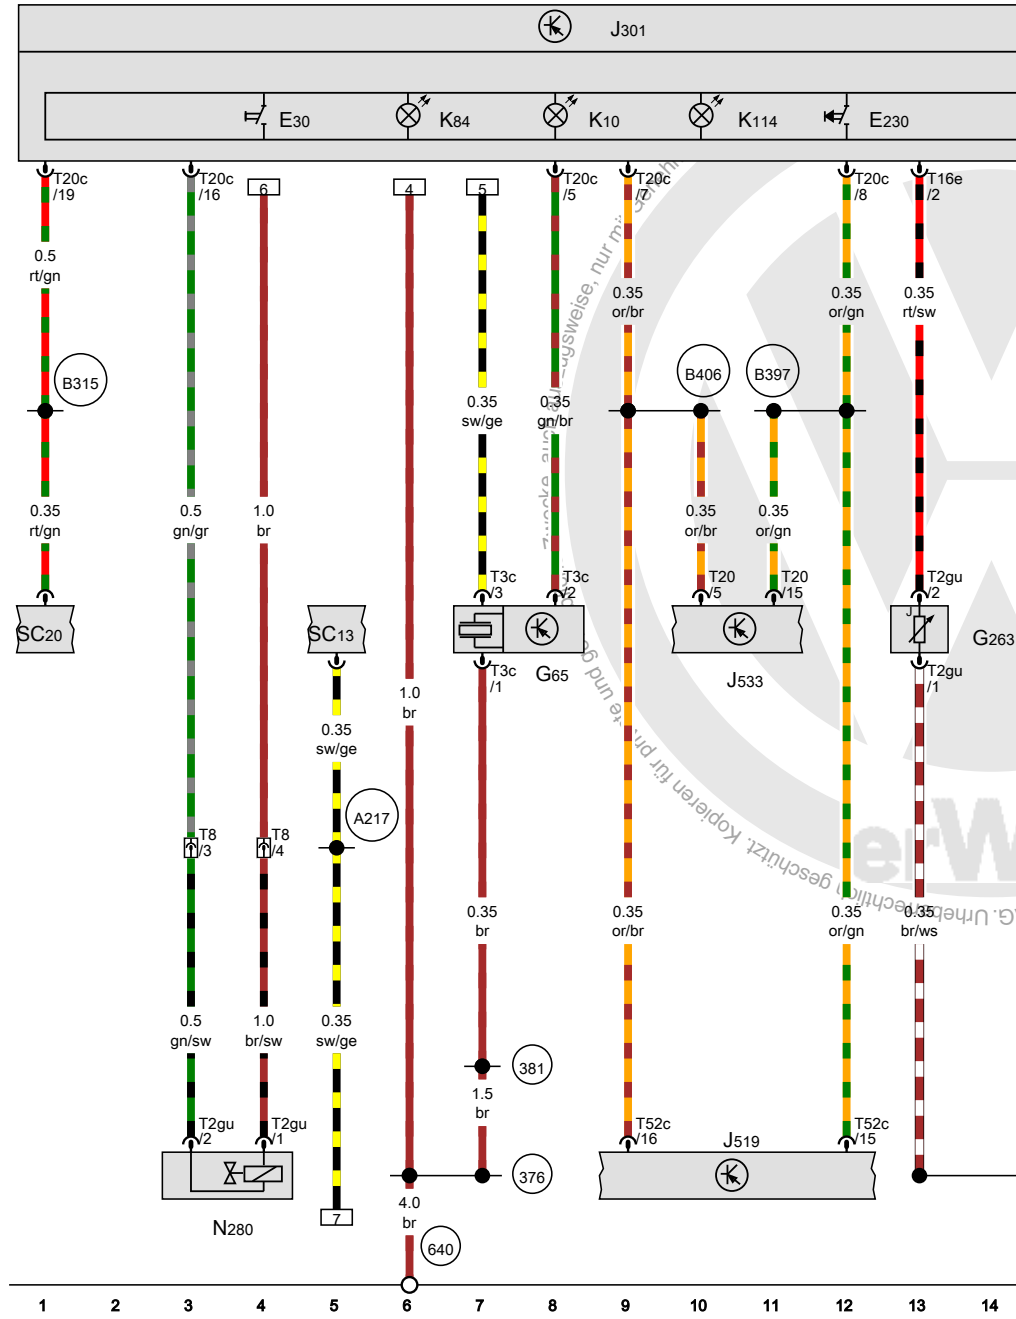 J301
E30
K84
K10
K114
E230
T20c
/19
T20c
/16
6
4
5
T20c
/5
T20c
/7
T20c
/8
T16e
/2
0.5
rt/gn
0.35
or/br
0.35
or/gn
0.35
rt/sw
B315
B406
B397
0.35
sw/ge
0.35
gn/br
0.35
rt/gn
0.5
gn/gr
1.0
br
0.35
or/br
0.35
or/gn
T3c
/3
T3c
/2
T20
/5
T20
/15
T2gu
/2
SC20
SC13
J
G263
T3c
/1
G65
J533
T2gu
/1
1.0
br
0.35
sw/ge
A217
T8
/3
T8
/4
0.35
br
0.35
or/br
0.35
or/gn
0.35
br/ws
0.5
gn/sw
1.0
br/sw
0.35
sw/ge
381
1.5
br
T2gu
/2
T2gu
/1
T52c
/16
J519
T52c
/15
376
4.0
br
7
N280
640
1 2 3 4 5 6 7 8 9 10 11 12 13 14